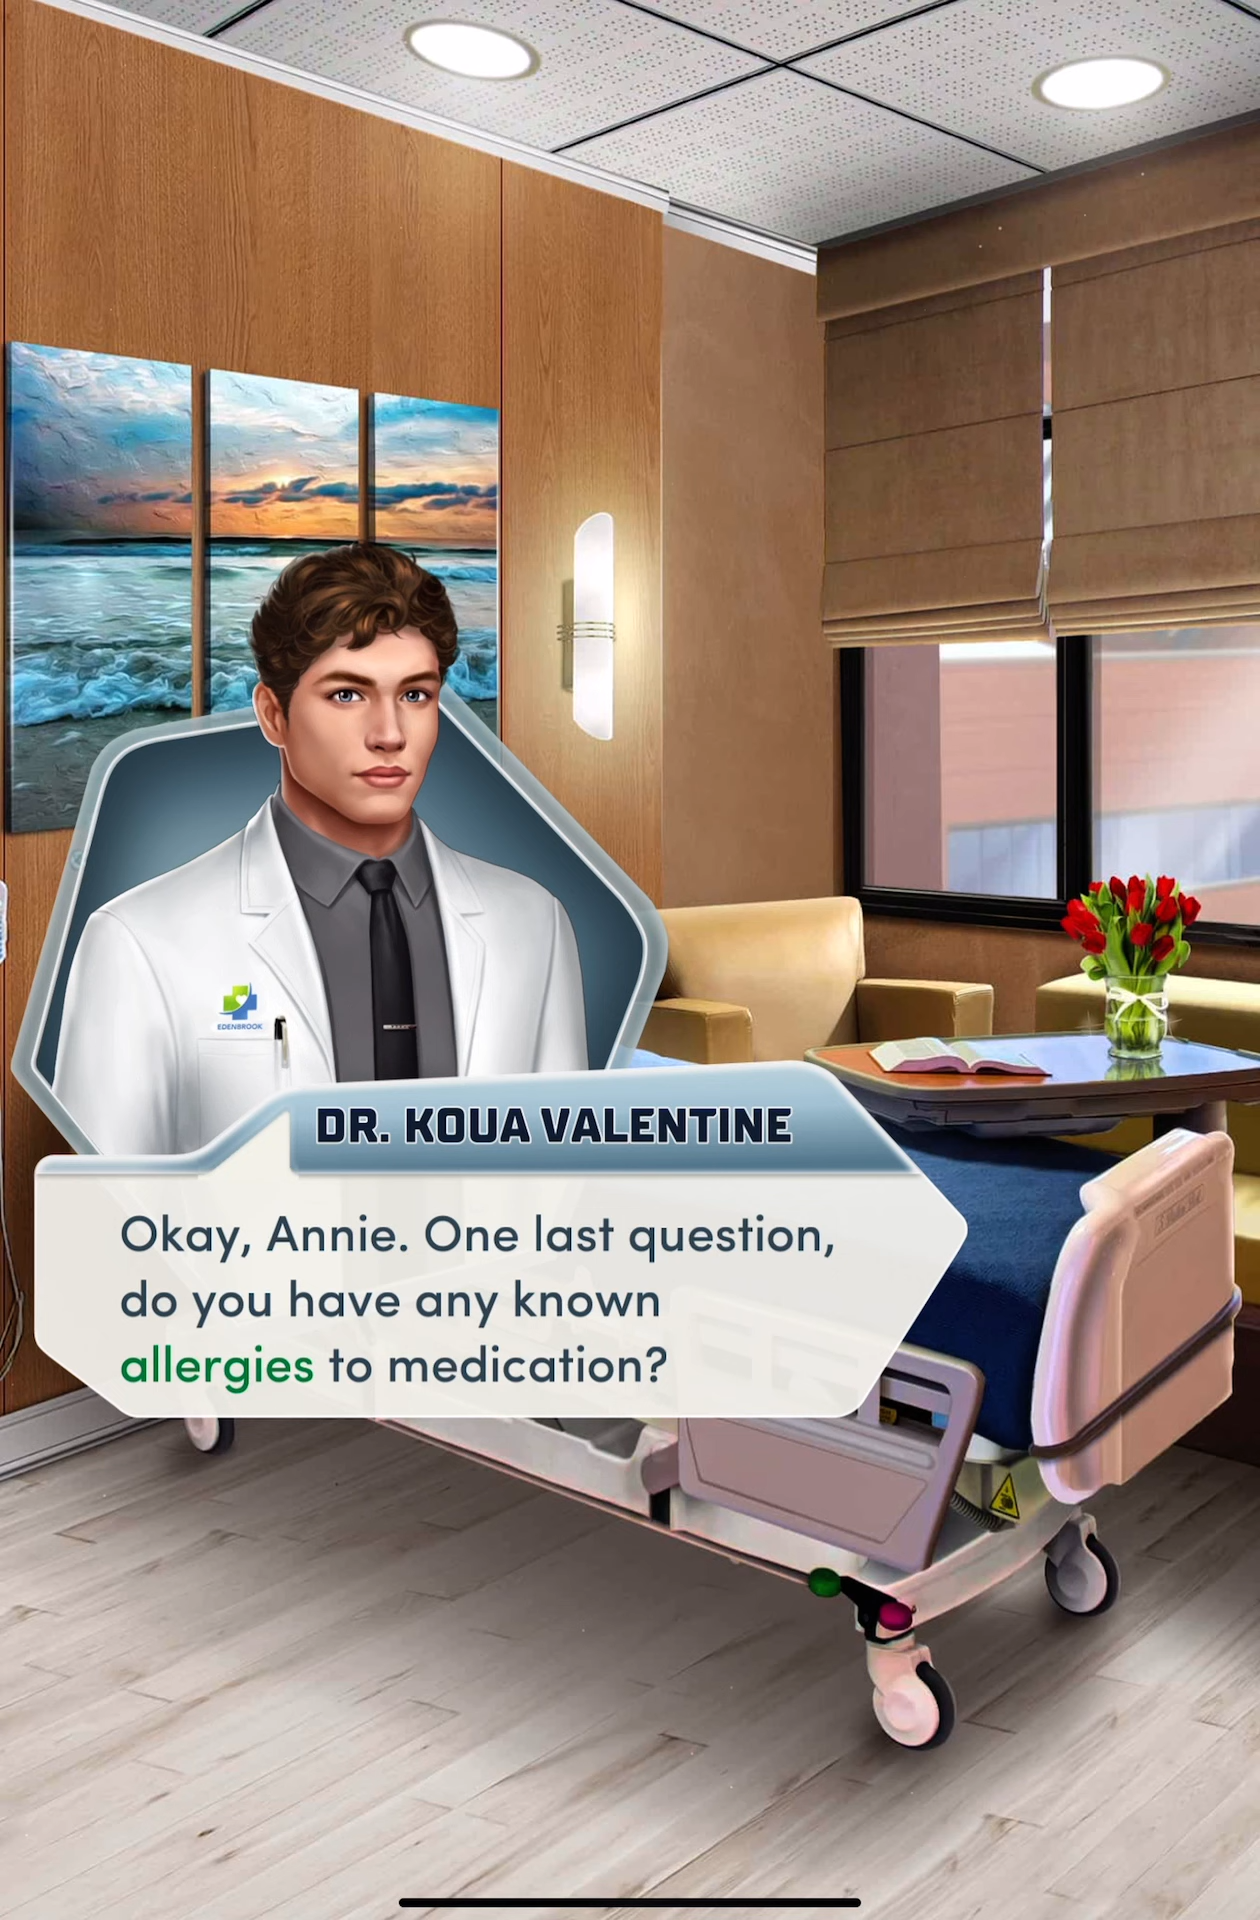 EDENBROOK
DR. KOUA VALENTINE
Okay, Annie. One last question,
do you have any known
allergies to medication?